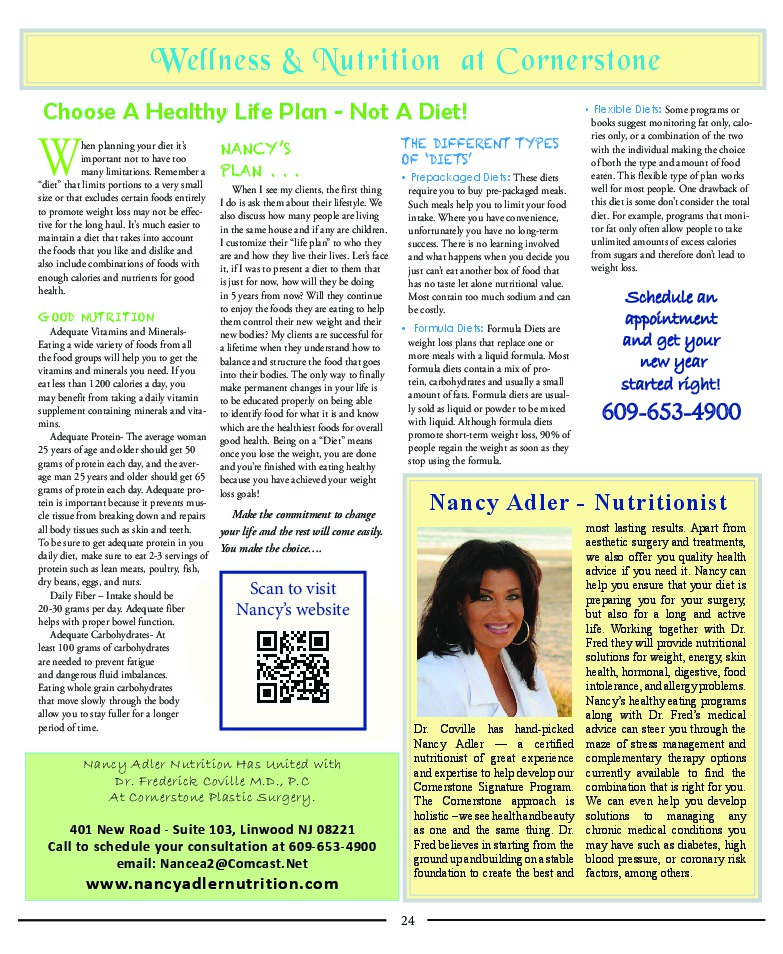 Wellness & Nutrition at Cornerstone
Choose A Healthy Life Plan - Not A Diet!
When planning your diet it's
important not to have too
many limitations. Remember a
"diet" that limits portions to a very small
size or that excludes certain foods entirely
to promote weight loss may not be effec-
tive for the long haul. It's much easier to
maintain a diet that takes into account
the foods that you like and dislike and
also include combinations of foods with
enough calories and nutrients for good
health.
GOOD NUTRITION
Adequate Vitamins and Minerals-
Eating a wide variety of foods from all
the food groups will help you to get the
vitamins and minerals you need. If you
eat less than 1200 calories a day, you
may benefit from taking a daily vitamin
supplement containing minerals and vita-
mins.
Adequate Protein- The average woman
25 years of age and older should get 50
grams of protein each day, and the aver-
age man 25 years and older should get 65
grams of protein each day. Adequate pro-
tein is important because it prevents mus-
cle tissue from breaking down and repairs
all body tissues such as skin and teeth.
To be sure to get adequate protein in you
daily diet, make sure to eat 2-3 servings of
protein such as lean meats, poultry, fish,
dry beans, eggs, and nuts.
Daily Fiber – Intake should be
20-30 grams per day. Adequate fiber
helps with proper bowel function.
Adequate Carbohydrates- At
least 100 grams of carbohydrates
are needed to prevent fatigue
and dangerous fluid imbalances.
Eating whole grain carbohydrates
that move slowly through the body
allow you to stay fuller for a longer
period of time.
NANCY'S
PLAN . . .
When I see my clients, the first thing
I do is ask them about their lifestyle. We
also discuss how many people are living
in the same house and if any are children.
I customize their "life plan" to who they
are and how they live their lives. Let's face
it, if I was to present a diet to them that
is just for now, how will they be doing
in 5 years from now? Will they continue
to enjoy the foods they are eating to help
them control their new weight and their
new bodies? My clients are successful for
a lifetime when they understand how to
balance and structure the food that goes
into their bodies. The only way to finally
make permanent changes in your life is
to be educated properly on being able
to identify food for what it is and know
which are the healthiest foods for overall
good health. Being on a "Diet" means
once you lose the weight, you are done
and you're finished with eating healthy
because you have achieved your weight
loss goals!
Make the commitment to change
your life and the rest will come easily.
You make the choice….
Scan to visit
Nancy's website
THE DIFFERENT TYPES
OF 'DIETS'
• Prepackaged Diets: These diets
require you to buy pre-packaged meals.
Such meals help you to limit your food
intake. Where you have convenience,
unfortunately you have no long-term
success. There is no learning involved
and what happens when you decide you
just can't eat another box of food that
has no taste let alone nutritional value.
Most contain too much sodium and can
be costly.
• Formula Diets: Formula Diets are
weight loss plans that replace one or
more meals with a liquid formula. Most
formula diets contain a mix of pro-
tein, carbohydrates and usually a small
amount of fats. Formula diets are usual-
ly sold as liquid or powder to be mixed
with liquid. Although formula diets
promote short-term weight loss, 90% of
people regain the weight as soon as they
stop using the formula.
• Flexible Diets: Some programs or
books suggest monitoring fat only, calo-
ries only, or a combination of the two
with the individual making the choice
of both the type and amount of food
eaten. This flexible type of plan works
well for most people. One drawback of
this diet is some don't consider the total
diet. For example, programs that moni-
tor fat only often allow people to take
unlimited amounts of excess calories
from sugars and therefore don't lead to
weight loss.
Schedule an
appointment
and get your
new year
started right!
609-653-4900
Nancy Adler - Nutritionist
Dr. Coville has hand-picked
Nancy Adler — a certified
nutritionist of great experience
and expertise to help develop our
Cornerstone Signature Program.
The Cornerstone approach is
holistic – we see health and beauty
as one and the same thing. Dr.
Fred believes in starting from the
ground up and building on a stable
foundation to create the best and
most lasting results. Apart from
aesthetic surgery and treatments,
we also offer you quality health
advice if you need it. Nancy can
help you ensure that your diet is
preparing you for your surgery,
but also for a long and active
life. Working together with Dr.
Fred they will provide nutritional
solutions for weight, energy, skin
health, hormonal, digestive, food
intolerance, and allergy problems.
Nancy's healthy eating programs
along with Dr. Fred's medical
advice can steer you through the
maze of stress management and
complementary therapy options
currently available to find the
combination that is right for you.
We can even help you develop
solutions to managing any
chronic medical conditions you
may have such as diabetes, high
blood pressure, or coronary risk
factors, among others.
Nancy Adler Nutrition Has United with
Dr. Frederick Coville M.D., P.C
At Cornerstone Plastic Surgery.
401 New Road - Suite 103, Linwood NJ 08221
Call to schedule your consultation at 609-653-4900
email: Nancea2@Comcast.Net
www.nancyadlernutrition.com
24